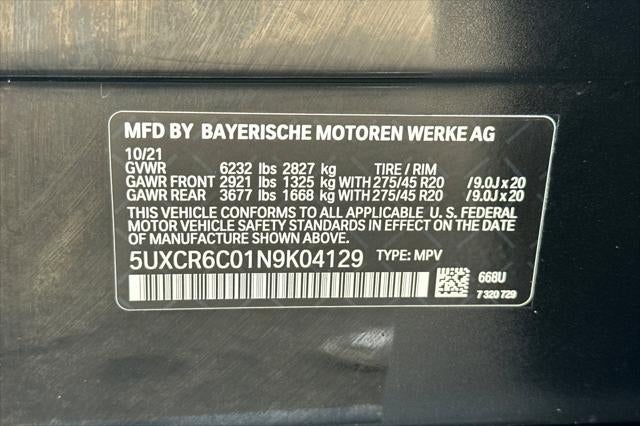 MFD BY BAYERISCHE MOTOREN WERKE AG
10/21
GVWR 6232 lbs 2827 kg TIRE / RIM
GAWR FRONT 2921 lbs 1325 kg WITH 275/45 R20 / 9.0J x 20
GAWR REAR 3677 lbs 1668 kg WITH 275/45 R20 / 9.0J x 20
THIS VEHICLE CONFORMS TO ALL APPLICABLE U. S. FEDERAL
MOTOR VEHICLE SAFETY STANDARDS IN EFFECT ON THE DATE
OF MANUFACTURE SHOWN ABOVE.
5UXCR6C01N9K04129 TYPE: MPV
668U
7 320 729